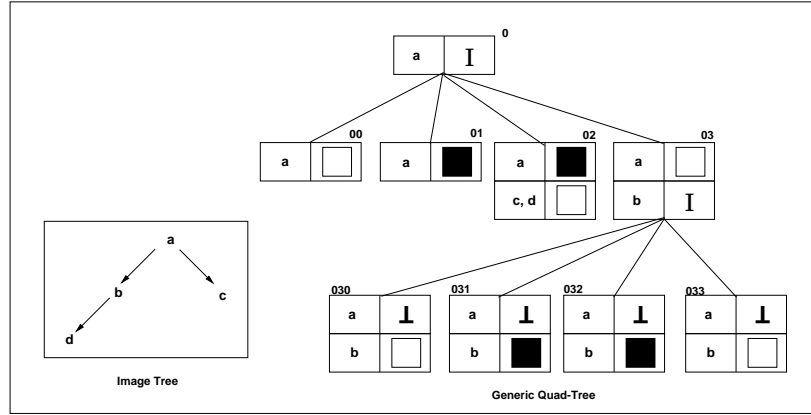 0
a I
00 01 02 03
a a a a
c, d b I
a
b c
d
Image Tree
030 031 032 033
a ⊥ a ⊥ a ⊥ a ⊥
b b b b
Generic Quad-Tree